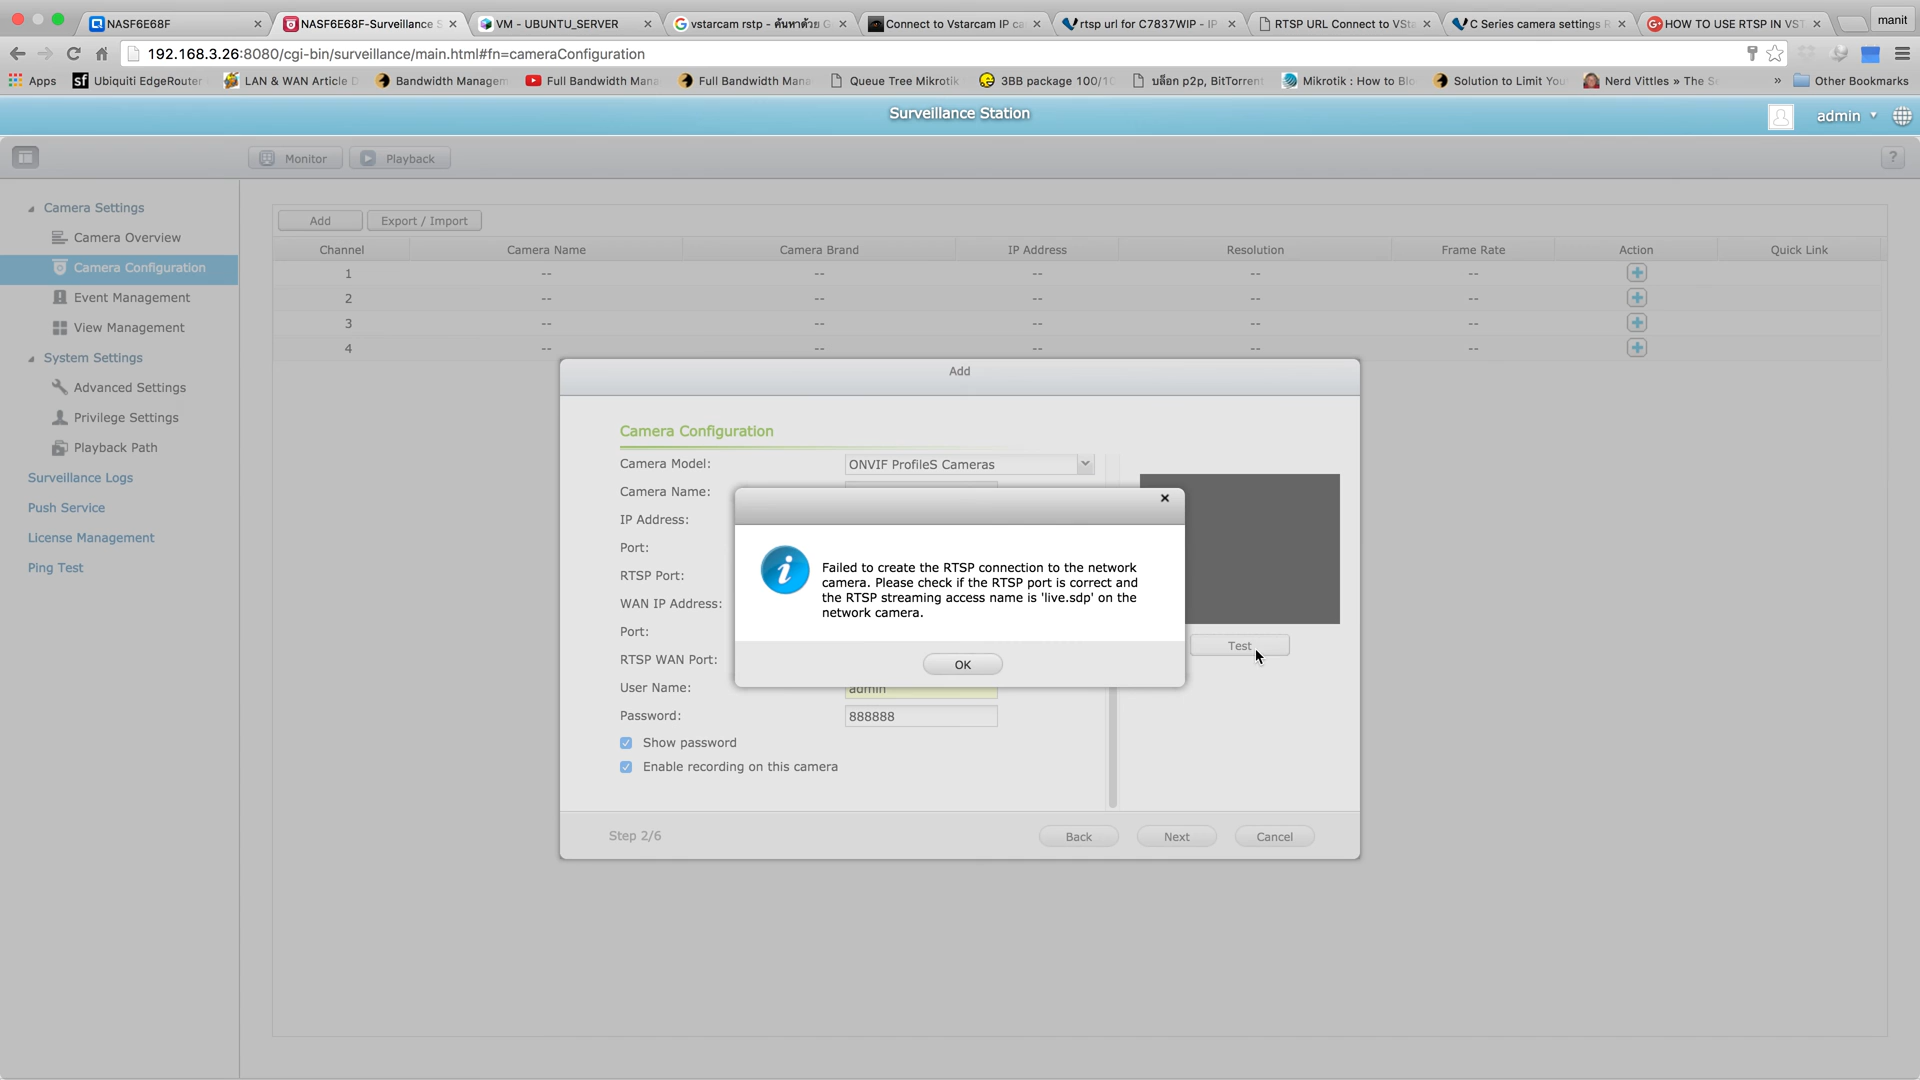 NASF6E68F
NASF6E68F-Surveillance S
VM - UBUNTU_SERVER
vstarcam rstp - ค้นหาด้วย G
Connect to Vstarcam IP ca
rtsp url for C7837WIP - IP
RTSP URL Connect to VSta
C Series camera settings R
HOW TO USE RTSP IN VST
manit
192.168.3.26:8080/cgi-bin/surveillance/main.html#fn=cameraConfiguration
Apps
Ubiquiti EdgeRouter
LAN & WAN Article D
Bandwidth Managem
Full Bandwidth Mana
Full Bandwidth Mana
Queue Tree Mikrotik
3BB package 100/10
บล็อก p2p, BitTorrent
Mikrotik : How to Blo
Solution to Limit You
Nerd Vittles » The S
»
Other Bookmarks
Surveillance Station
admin
Monitor
Playback
?
Camera Settings
Camera Overview
Camera Configuration
Event Management
View Management
System Settings
Advanced Settings
Privilege Settings
Playback Path
Surveillance Logs
Push Service
License Management
Ping Test
Add
Export / Import
Channel Camera Name Camera Brand IP Address Resolution Frame Rate Action Quick Link
1 -- -- -- -- --
2 -- -- -- -- --
3 -- -- -- -- --
4 -- -- -- -- --
Add
Camera Configuration
Camera Model: ONVIF ProfileS Cameras
Camera Name:
IP Address:
Port:
RTSP Port:
WAN IP Address:
Port:
RTSP WAN Port:
User Name: admin
Password: 888888
Show password
Enable recording on this camera
Failed to create the RTSP connection to the network
camera. Please check if the RTSP port is correct and
the RTSP streaming access name is 'live.sdp' on the
network camera.
OK
Test
Step 2/6
Back
Next
Cancel